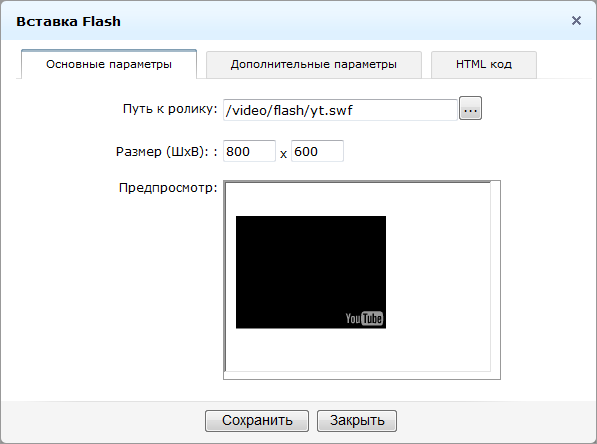 Вставка Flash
Основные параметры Дополнительные параметры HTML код
Путь к ролику: /video/flash/yt.swf ...
Размер (ШxВ): : 800 x 600
Предпросмотр:
YouTube
Сохранить Закрыть